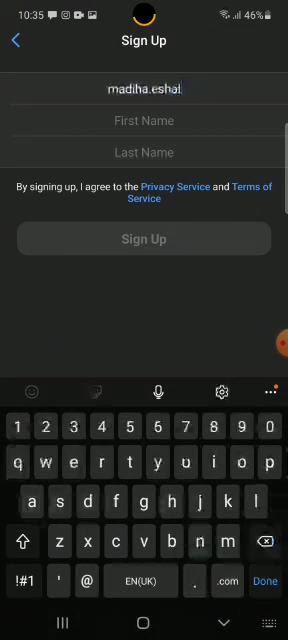 10:35 46%
Sign Up
madiha.eshal
First Name
Last Name
By signing up, I agree to the Privacy Service and Terms of
Service
Sign Up
1 2 3 4 5 6 7 8 9 0
q w e r t y u i o p
a s d f g h j k l
z x c v b n m
!#1 ' @ EN(UK) . .com Done